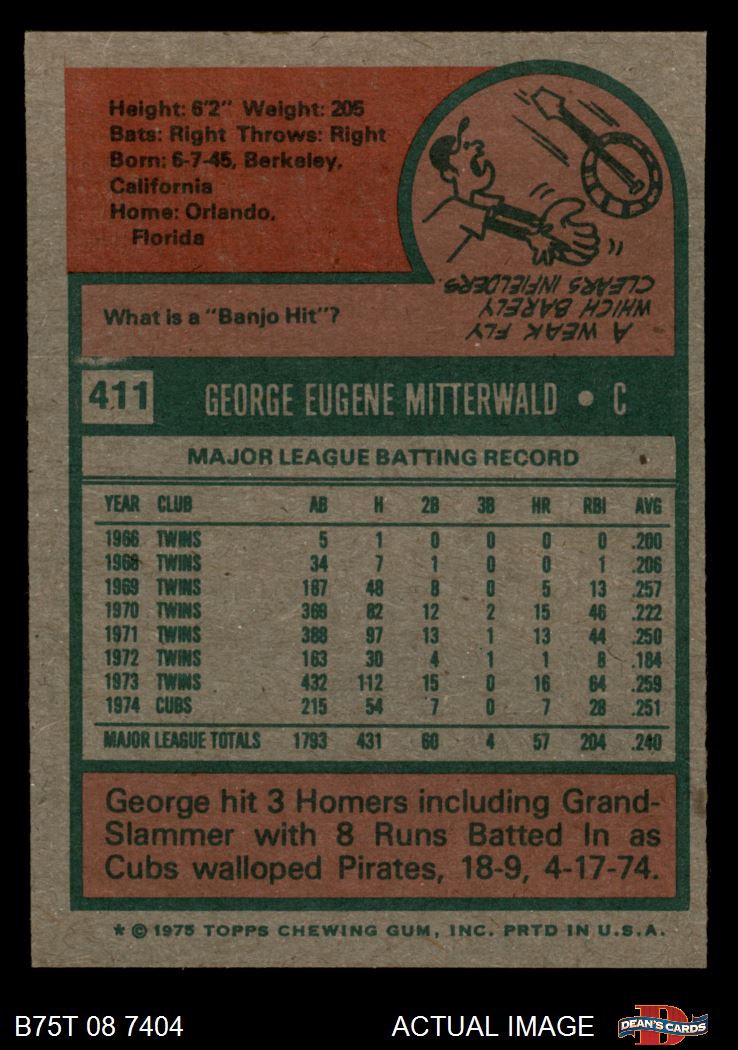 Height: 6'2" Weight: 205
Bats: Right Throws: Right
Born: 6-7-45, Berkeley,
California
Home: Orlando,
Florida
What is a "Banjo Hit"?
A WEAK FLY
WHICH BARELY
CLEARS INFIELDERS.
411 GEORGE EUGENE MITTERWALD • C
MAJOR LEAGUE BATTING RECORD
YEAR CLUB AB H 2B 3B HR RBI AVG
1966 TWINS 5 1 0 0 0 0 .200
1968 TWINS 34 7 1 0 0 1 .206
1969 TWINS 187 48 8 0 5 13 .257
1970 TWINS 369 82 12 2 15 46 .222
1971 TWINS 388 97 13 1 13 44 .250
1972 TWINS 163 30 4 1 1 8 .184
1973 TWINS 432 112 15 0 16 64 .259
1974 CUBS 215 54 7 0 7 28 .251
MAJOR LEAGUE TOTALS 1793 431 60 4 57 204 .240
George hit 3 Homers including Grand-
Slammer with 8 Runs Batted In as
Cubs walloped Pirates, 18-9, 4-17-74.
* © 1975 TOPPS CHEWING GUM, INC. PRTD IN U.S.A.
B75T 08 7404 ACTUAL IMAGE D DEAN'S CARDS